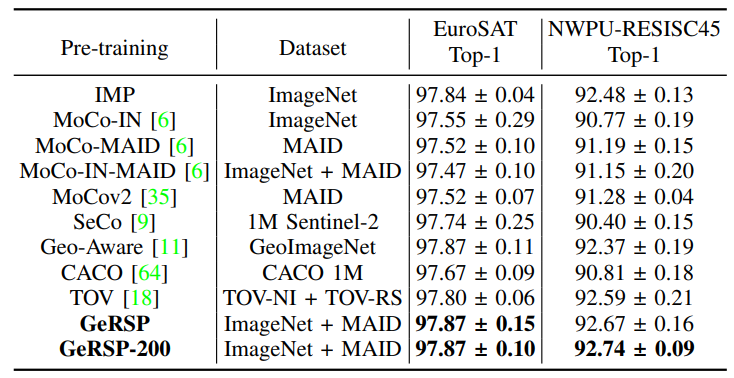 Pre-training Dataset EuroSAT Top-1 NWPU-RESISC45 Top-1
IMP ImageNet 97.84 ± 0.04 92.48 ± 0.13
MoCo-IN [6] ImageNet 97.55 ± 0.29 90.77 ± 0.19
MoCo-MAID [6] MAID 97.52 ± 0.10 91.19 ± 0.15
MoCo-IN-MAID [6] ImageNet + MAID 97.47 ± 0.10 91.15 ± 0.20
MoCov2 [35] MAID 97.52 ± 0.07 91.28 ± 0.04
SeCo [9] 1M Sentinel-2 97.74 ± 0.25 90.40 ± 0.15
Geo-Aware [11] GeoImageNet 97.87 ± 0.11 92.37 ± 0.19
CACO [64] CACO 1M 97.67 ± 0.09 90.81 ± 0.18
TOV [18] TOV-NI + TOV-RS 97.80 ± 0.06 92.59 ± 0.21
GeRSP ImageNet + MAID 97.87 ± 0.15 92.67 ± 0.16
GeRSP-200 ImageNet + MAID 97.87 ± 0.10 92.74 ± 0.09